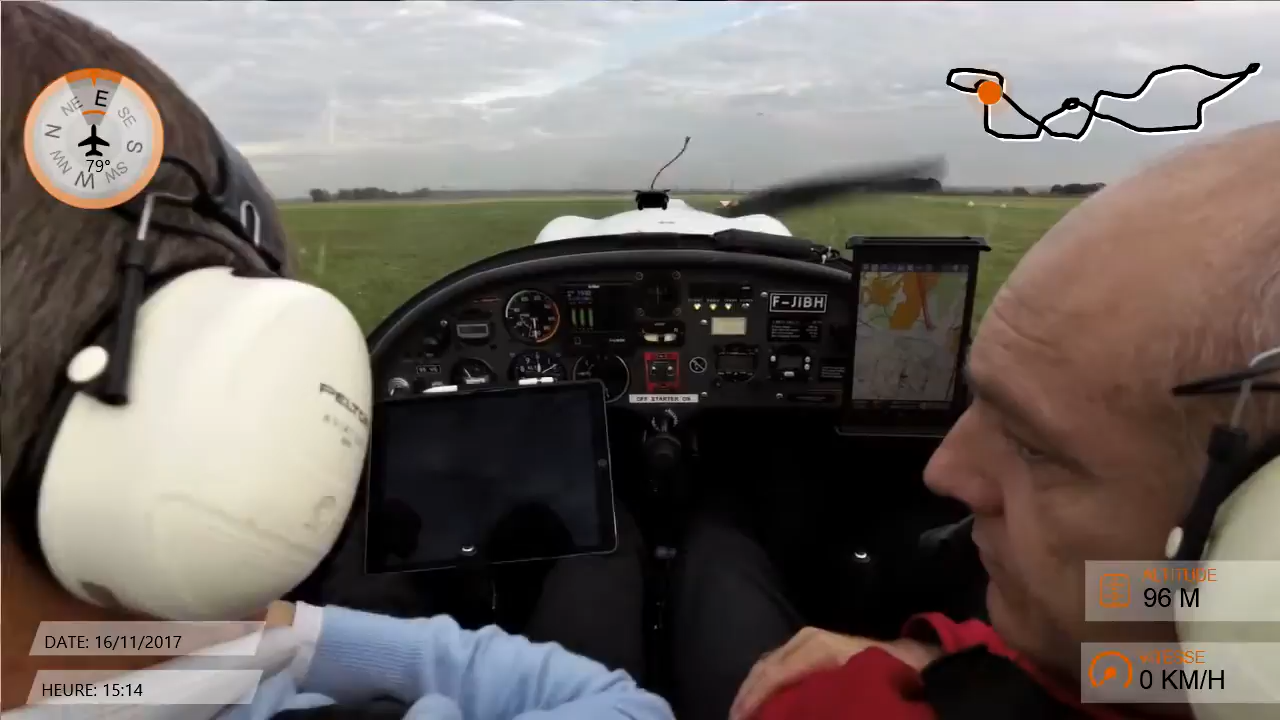 E
NE
SE
N
S
NW
SW
W
79°
F-JIBH
OFF STARTER ON
PELTOR
ALTITUDE
96 M
DATE: 16/11/2017
VITESSE
0 KM/H
HEURE: 15:14